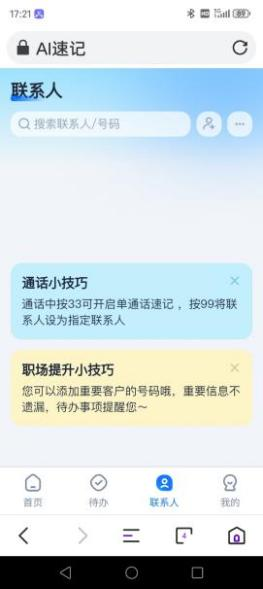 17:21
AI速记
联系人
搜索联系人/号码
通话小技巧
通话中按33可开启单通话速记，按99将联
系人设为指定联系人
职场提升小技巧
您可以添加重要客户的号码哦，重要信息不
遗漏，待办事项提醒您～
首页 待办 联系人 我的
4